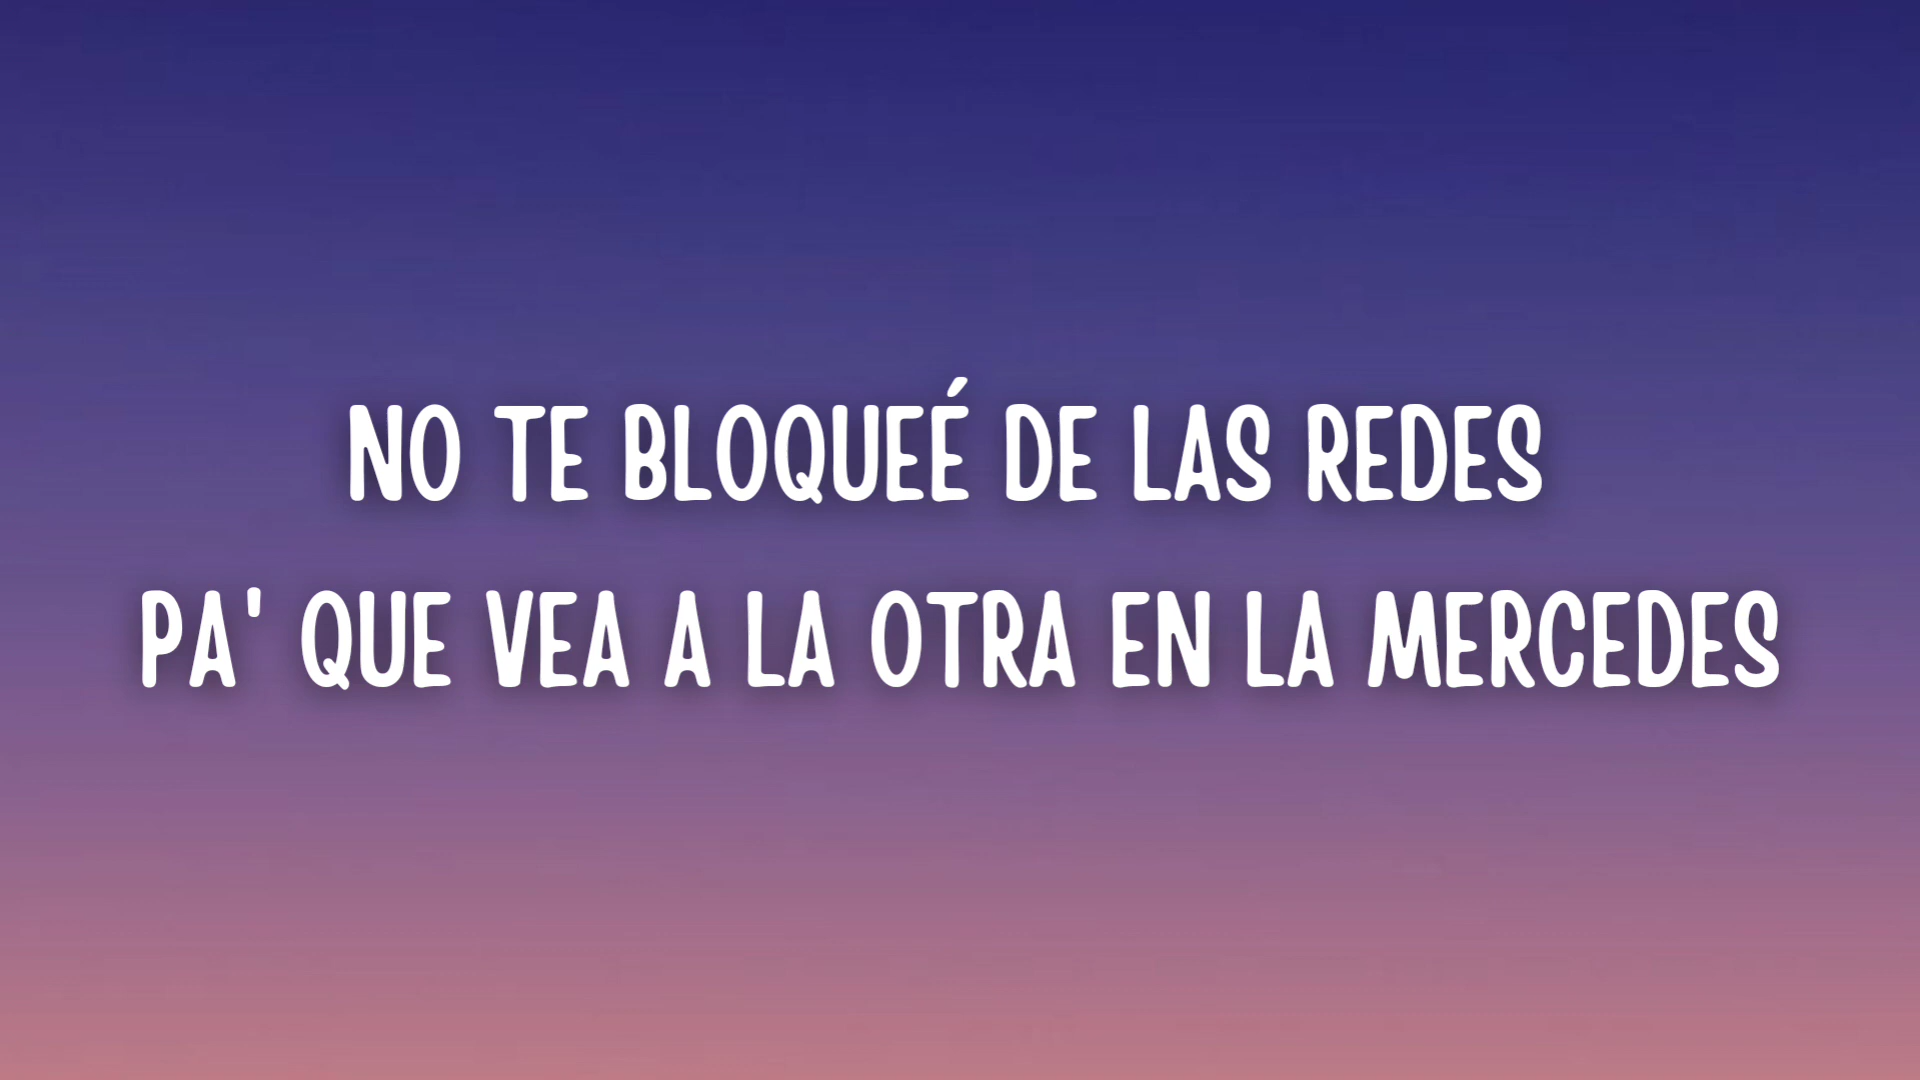 NO TE BLOQUEÉ DE LAS REDES
PA' QUE VEA A LA OTRA EN LA MERCEDES